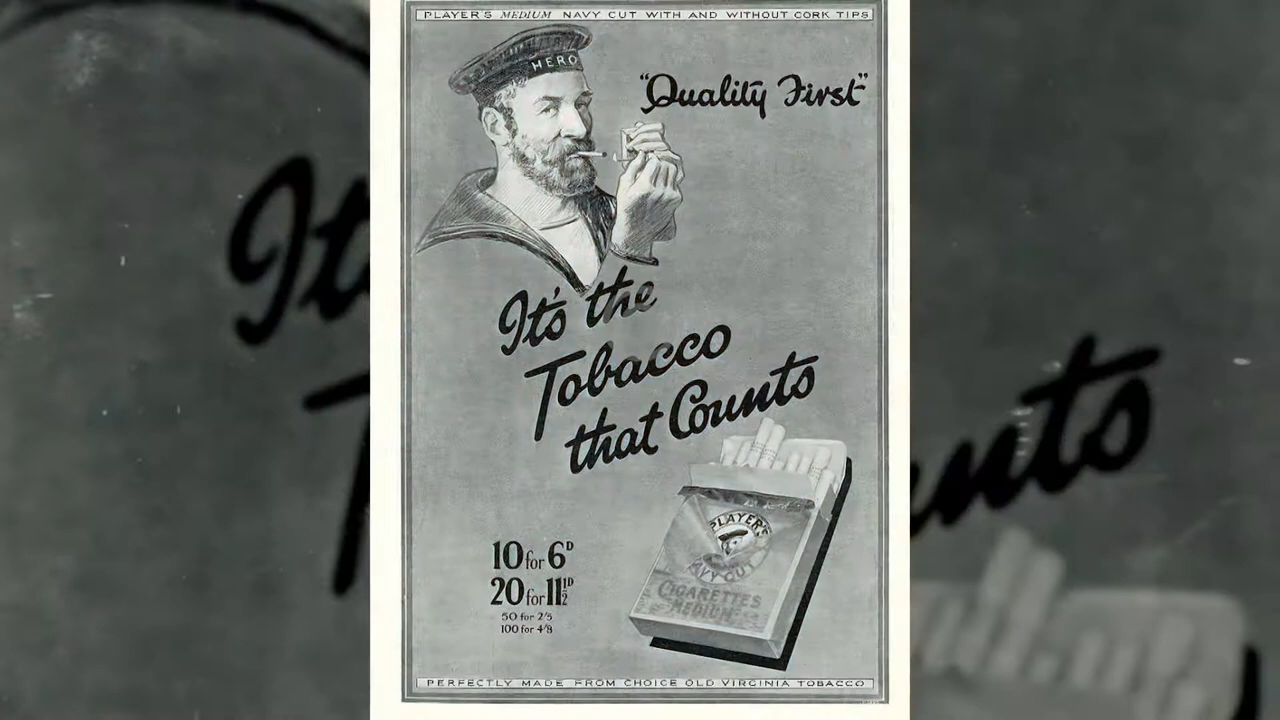 PLAYER'S MEDIUM NAVY CUT WITH AND WITHOUT CORK TIPS
HERO
"Quality First"
It's the
Tobacco
that Counts
PLAYER'S
NAVY CUT
CIGARETTES
MEDIUM
10 for 6D
20 for 11½D
50 for 2/5
100 for 4/8
PERFECTLY MADE FROM CHOICE OLD VIRGINIA TOBACCO